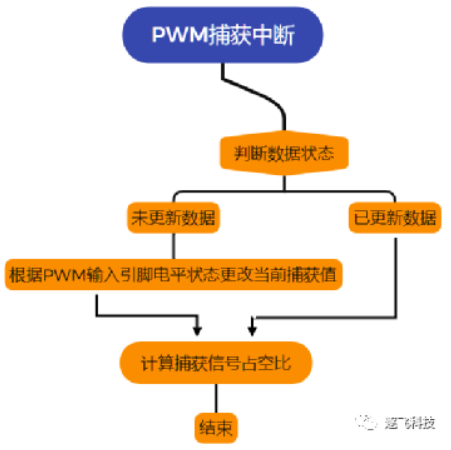 PWM捕获中断
判断数据状态
未更新数据
已更新数据
根据PWM输入引脚电平状态更改当前捕获值
计算捕获信号占空比
结束
逐飞科技